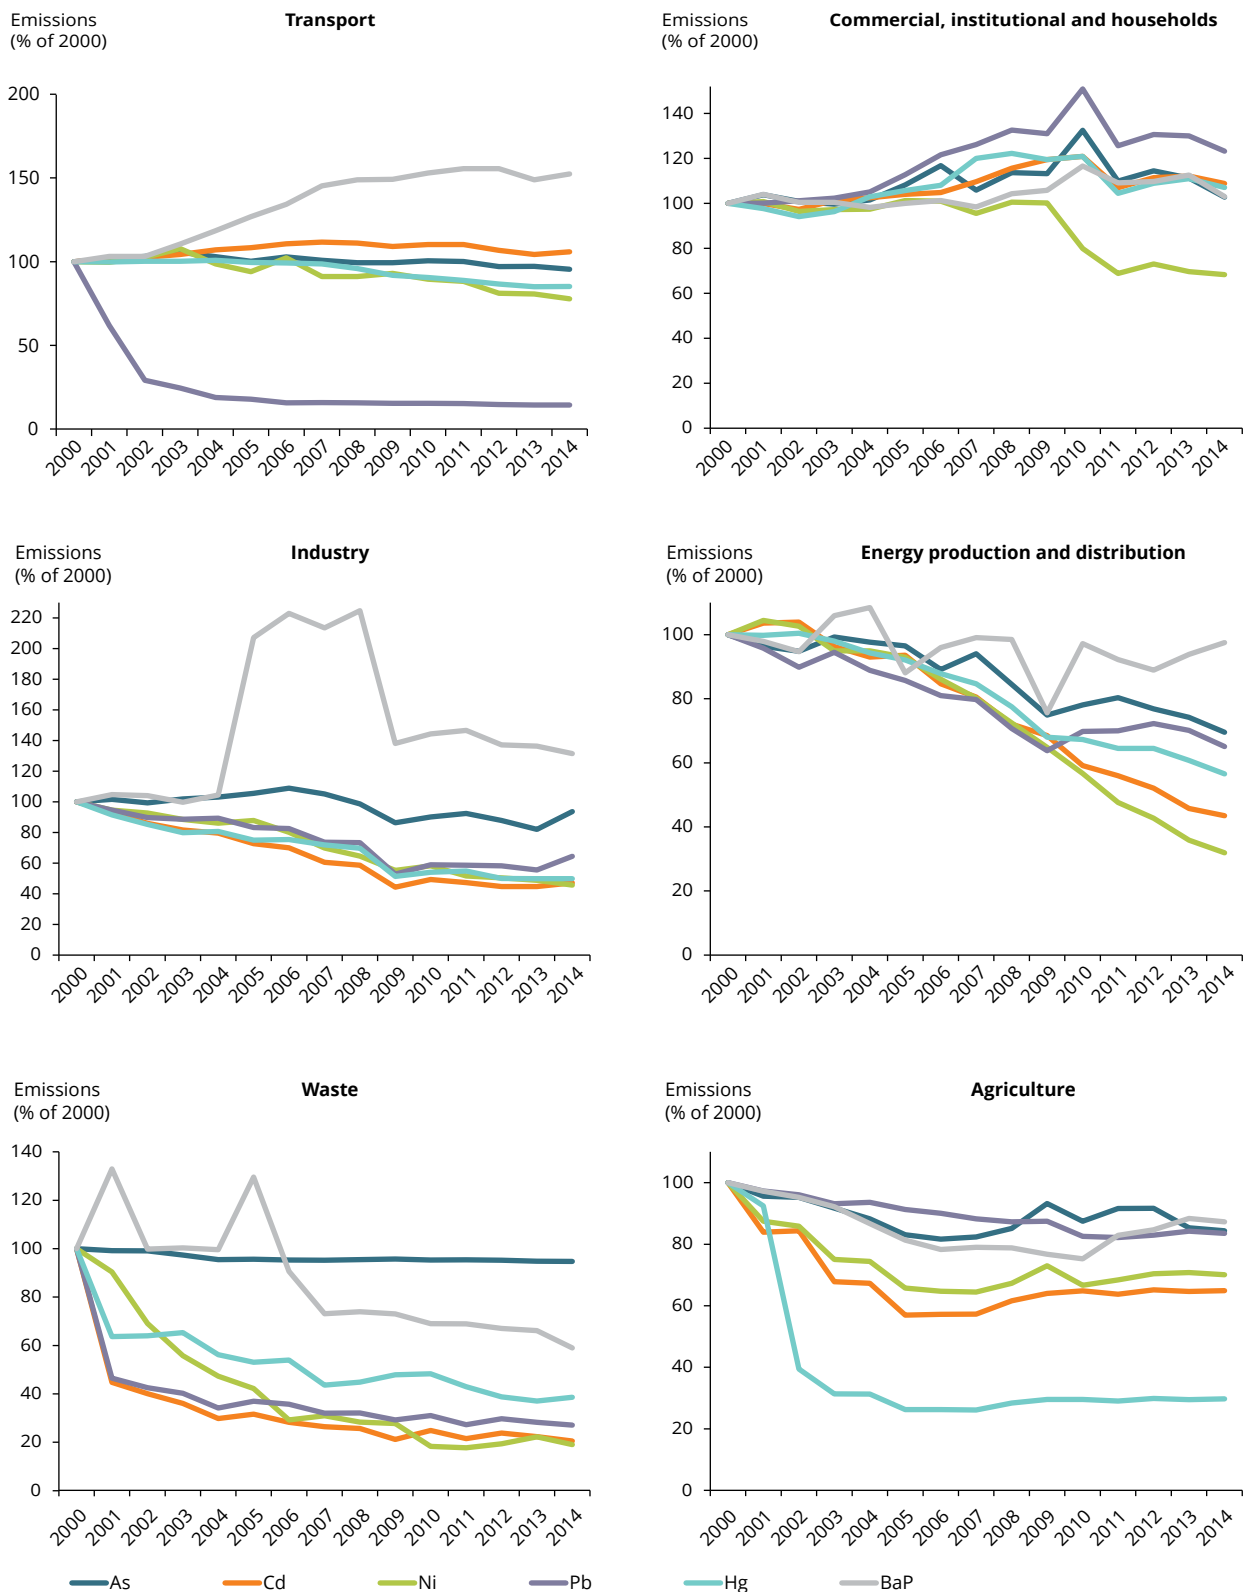 Emissions
(% of 2000)
Transport
200
150
100
50
0
2000 2001 2002 2003 2004 2005 2006 2007 2008 2009 2010 2011 2012 2013 2014
Emissions
(% of 2000)
Commercial, institutional and households
140
120
100
80
60
40
20
0
2000 2001 2002 2003 2004 2005 2006 2007 2008 2009 2010 2011 2012 2013 2014
Emissions
(% of 2000)
Industry
220
200
180
160
140
120
100
80
60
40
20
0
2000 2001 2002 2003 2004 2005 2006 2007 2008 2009 2010 2011 2012 2013 2014
Emissions
(% of 2000)
Energy production and distribution
100
80
60
40
20
0
2000 2001 2002 2003 2004 2005 2006 2007 2008 2009 2010 2011 2012 2013 2014
Emissions
(% of 2000)
Waste
140
120
100
80
60
40
20
0
2000 2001 2002 2003 2004 2005 2006 2007 2008 2009 2010 2011 2012 2013 2014
Emissions
(% of 2000)
Agriculture
100
80
60
40
20
0
2000 2001 2002 2003 2004 2005 2006 2007 2008 2009 2010 2011 2012 2013 2014
As Cd Ni Pb Hg BaP